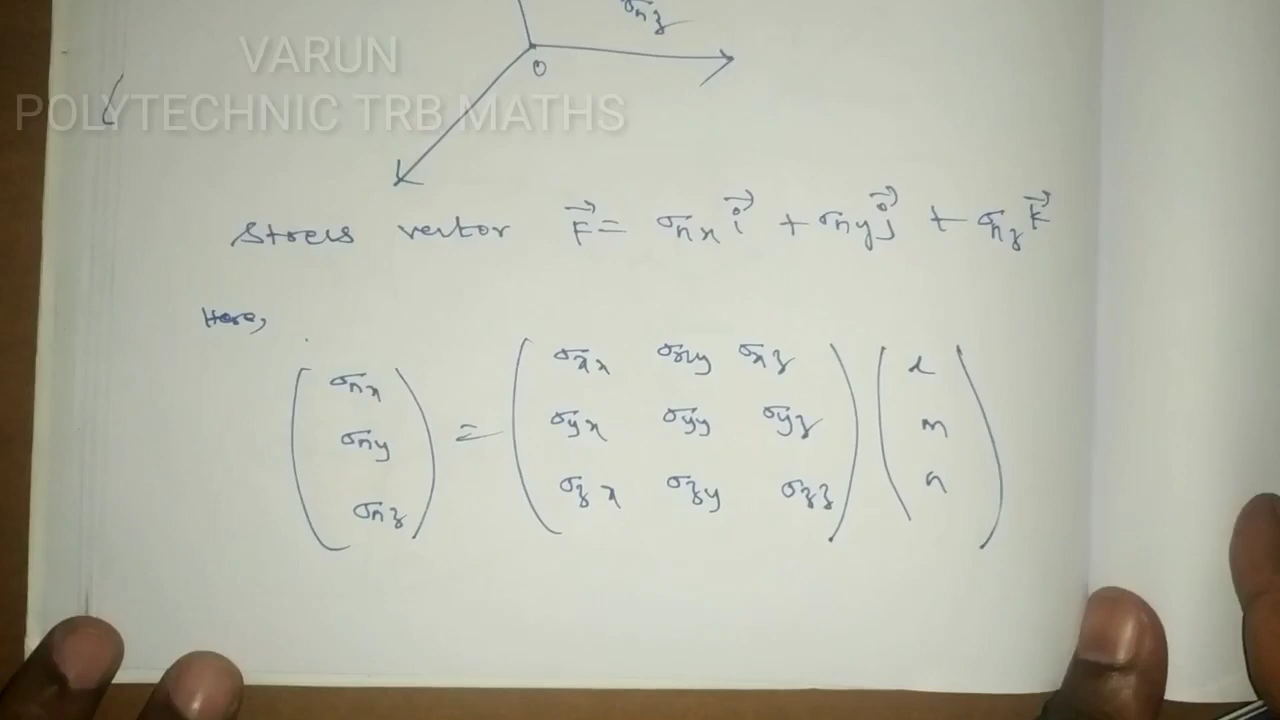 σnz
VARUN
O
POLYTECHNIC TRB MATHS
Stress vector F⃗ = σnx i⃗ + σny j⃗ + σnz k⃗
Here,
(σnx σny σnz) = (σxx σxy σxz
σyx σyy σyz
σzx σzy σzz) (l m n)